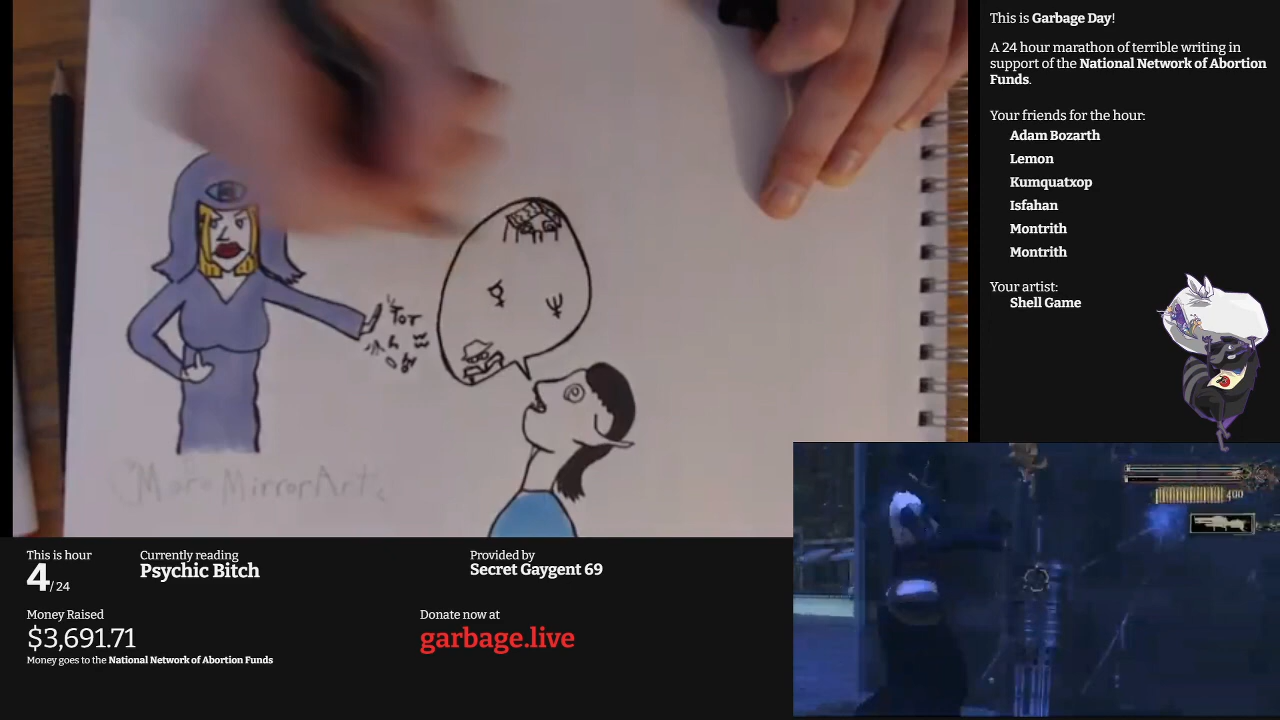 This is Garbage Day!
A 24 hour marathon of terrible writing in
support of the National Network of Abortion
Funds.
Your friends for the hour:
Adam Bozarth
Lemon
Kumquatxop
Isfahan
Montrith
Montrith
Your artist:
Shell Game
MoroMirrorArts
400
This is hour
4/24
Currently reading
Psychic Bitch
Provided by
Secret Gaygent 69
Money Raised
$3,691.71
Money goes to the National Network of Abortion Funds
Donate now at
garbage.live